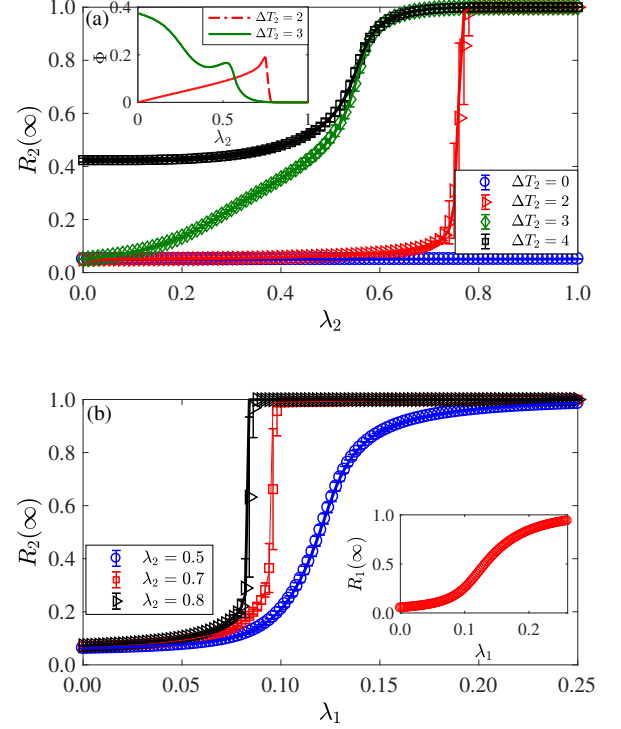 (a)
R₂(∞)
1.0
0.8
0.6
0.4
0.2
0.0
0.0 0.2 0.4 0.6 0.8 1.0
λ₂
ΔT₂ = 0
ΔT₂ = 2
ΔT₂ = 3
ΔT₂ = 4
Φ
0.4
0.2
0
0 0.5 1
λ₂
ΔT₂ = 2
ΔT₂ = 3
(b)
R₂(∞)
1.0
0.8
0.6
0.4
0.2
0.0
0.00 0.05 0.10 0.15 0.20 0.25
λ₁
λ₂ = 0.5
λ₂ = 0.7
λ₂ = 0.8
R₁(∞)
1.0
0.5
0.0
0.0 0.1 0.2
λ₁